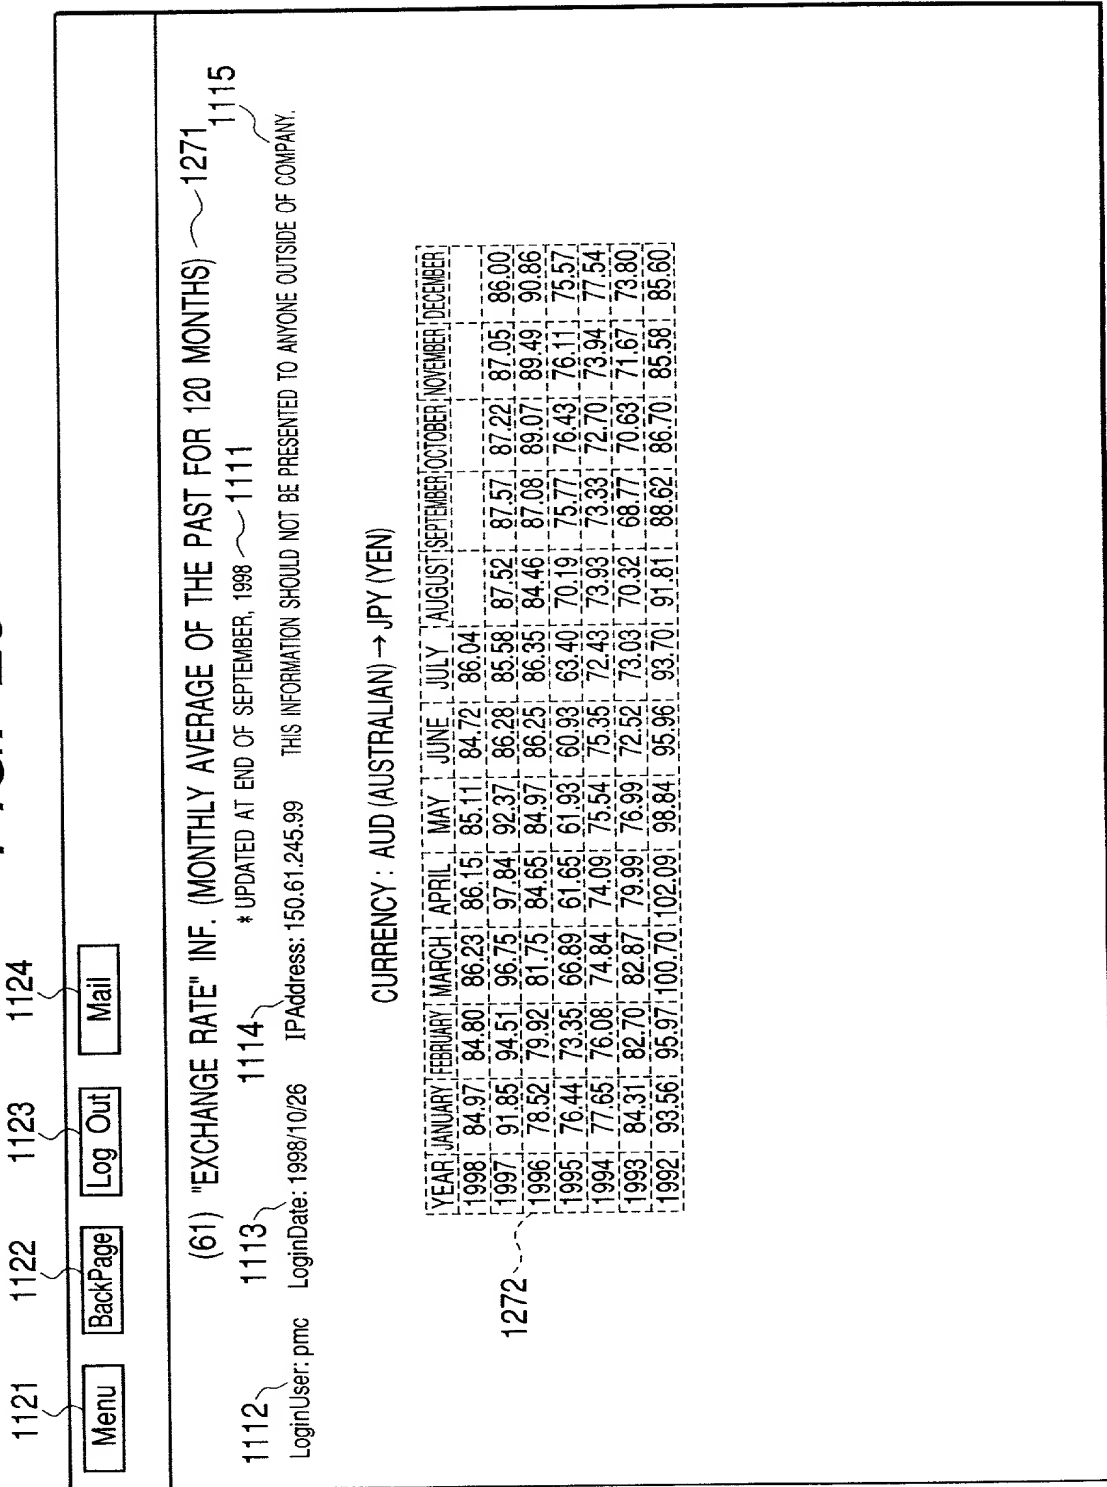 1121 1122 1123 1124
Menu BackPage Log Out Mail
(61) "EXCHANGE RATE" INF. (MONTHLY AVERAGE OF THE PAST FOR 120 MONTHS) 1271
* UPDATED AT END OF SEPTEMBER, 1998 1111
1112 1113 1114 1115
LoginUser: pmc LoginDate: 1998/10/26 IPAddress: 150.61.245.99 THIS INFORMATION SHOULD NOT BE PRESENTED TO ANYONE OUTSIDE OF COMPANY.
CURRENCY : AUD (AUSTRALIAN) → JPY (YEN)
YEAR JANUARY FEBRUARY MARCH APRIL MAY JUNE JULY AUGUST SEPTEMBER OCTOBER NOVEMBER DECEMBER
1998 84.97 84.80 86.23 86.15 85.11 84.72 86.04
1997 91.85 94.51 96.75 97.84 92.37 86.28 85.58 87.52 87.57 87.22 87.05 86.00
1996 78.52 79.92 81.75 84.65 84.97 86.25 86.35 84.46 87.08 89.07 89.49 90.86
1995 76.44 73.35 66.89 61.65 61.93 60.93 63.40 70.19 75.77 76.43 76.11 75.57
1994 77.65 76.08 74.84 74.09 75.54 75.35 72.43 73.93 73.33 72.70 73.94 77.54
1993 84.31 82.70 82.87 79.99 76.99 72.52 73.03 70.32 68.77 70.63 71.67 73.80
1992 93.56 95.97 100.70 102.09 98.84 95.96 93.70 91.81 88.62 86.70 85.58 85.60
1272